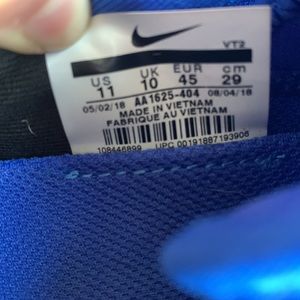 VT2
US UK EUR cm
11 10 45 29
05/02/18 AA1625-404 08/04/18
MADE IN VIETNAM
FABRIQUE AU VIETNAM
108446899 UPC 00191887193906